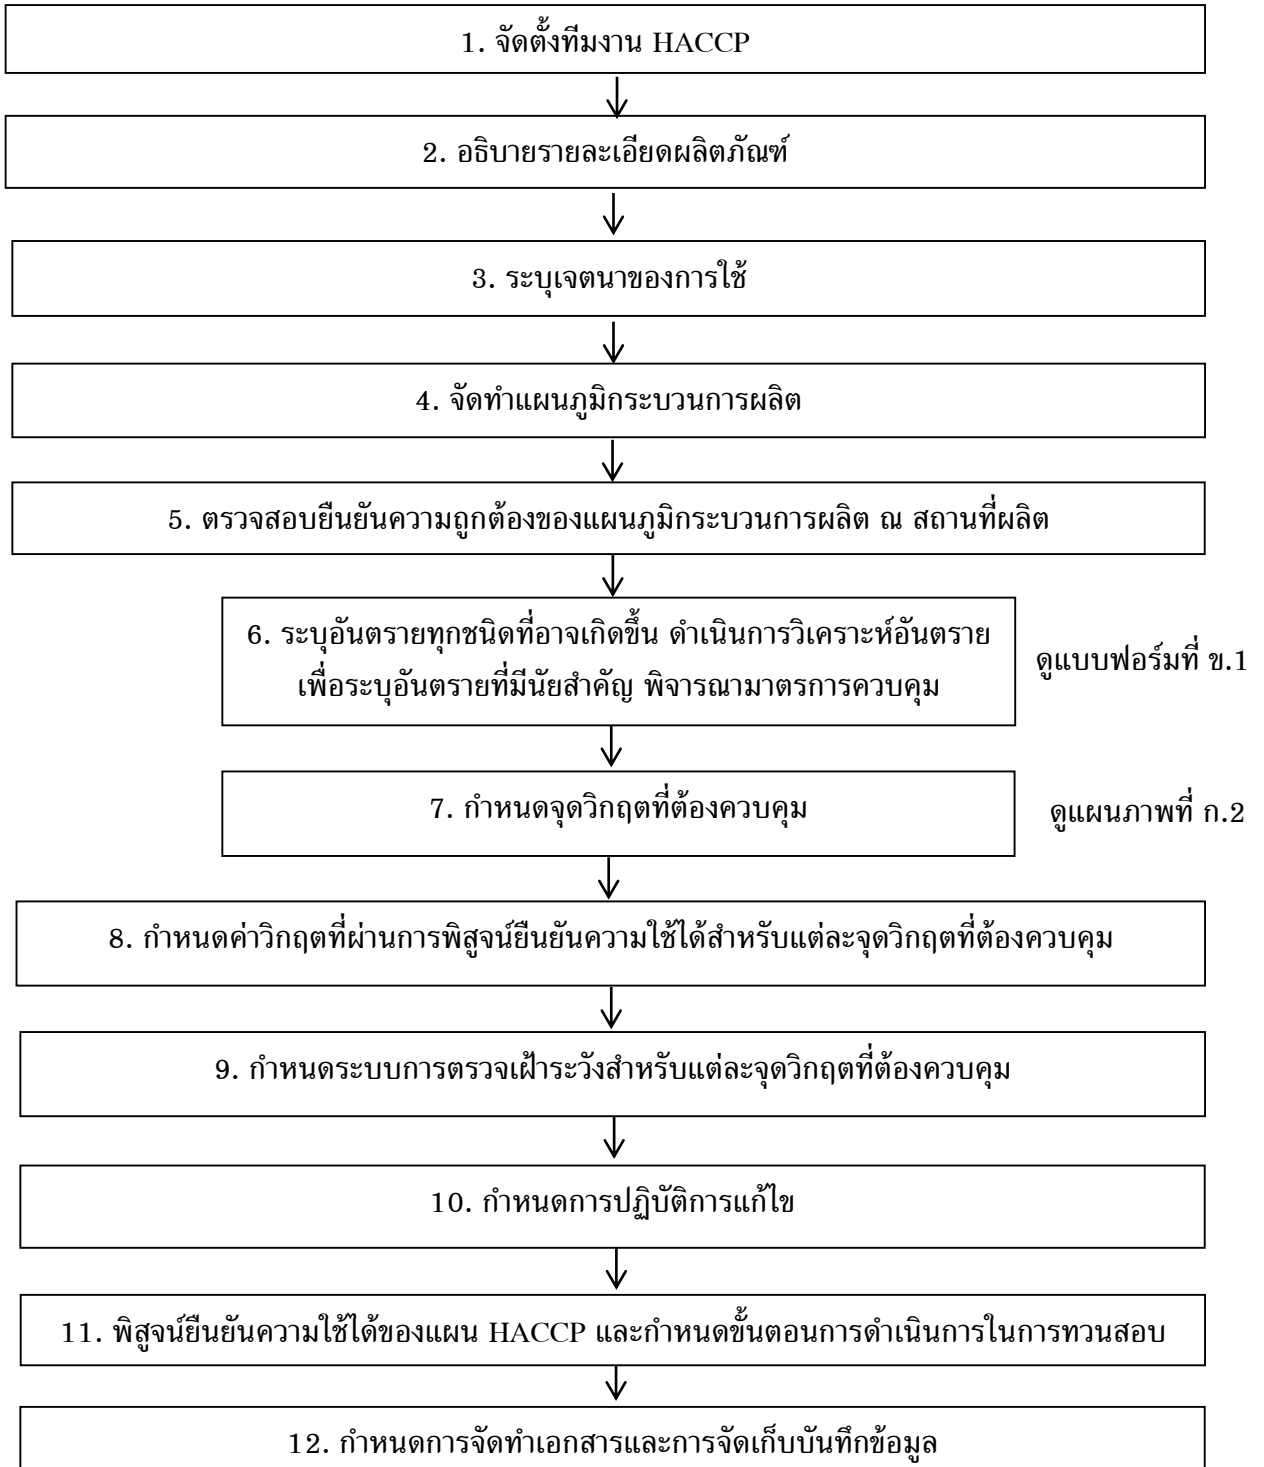 1. จัดตั้งทีมงาน HACCP
2. อธิบายรายละเอียดผลิตภัณฑ์
3. ระบุเจตนาของการใช้
4. จัดทำแผนภูมิกระบวนการผลิต
5. ตรวจสอบยืนยันความถูกต้องของแผนภูมิกระบวนการผลิต ณ สถานที่ผลิต
6. ระบุอันตรายทุกชนิดที่อาจเกิดขึ้น ดำเนินการวิเคราะห์อันตราย
เพื่อระบุอันตรายที่มีนัยสำคัญ พิจารณามาตรการควบคุม
ดูแบบฟอร์มที่ ข.1
7. กำหนดจุดวิกฤตที่ต้องควบคุม
ดูแผนภาพที่ ก.2
8. กำหนดค่าวิกฤตที่ผ่านการพิสูจน์ยืนยันความใช้ได้สำหรับแต่ละจุดวิกฤตที่ต้องควบคุม
9. กำหนดระบบการตรวจเฝ้าระวังสำหรับแต่ละจุดวิกฤตที่ต้องควบคุม
10. กำหนดการปฏิบัติการแก้ไข
11. พิสูจน์ยืนยันความใช้ได้ของแผน HACCP และกำหนดขั้นตอนการดำเนินการในการทวนสอบ
12. กำหนดการจัดทำเอกสารและการจัดเก็บบันทึกข้อมูล